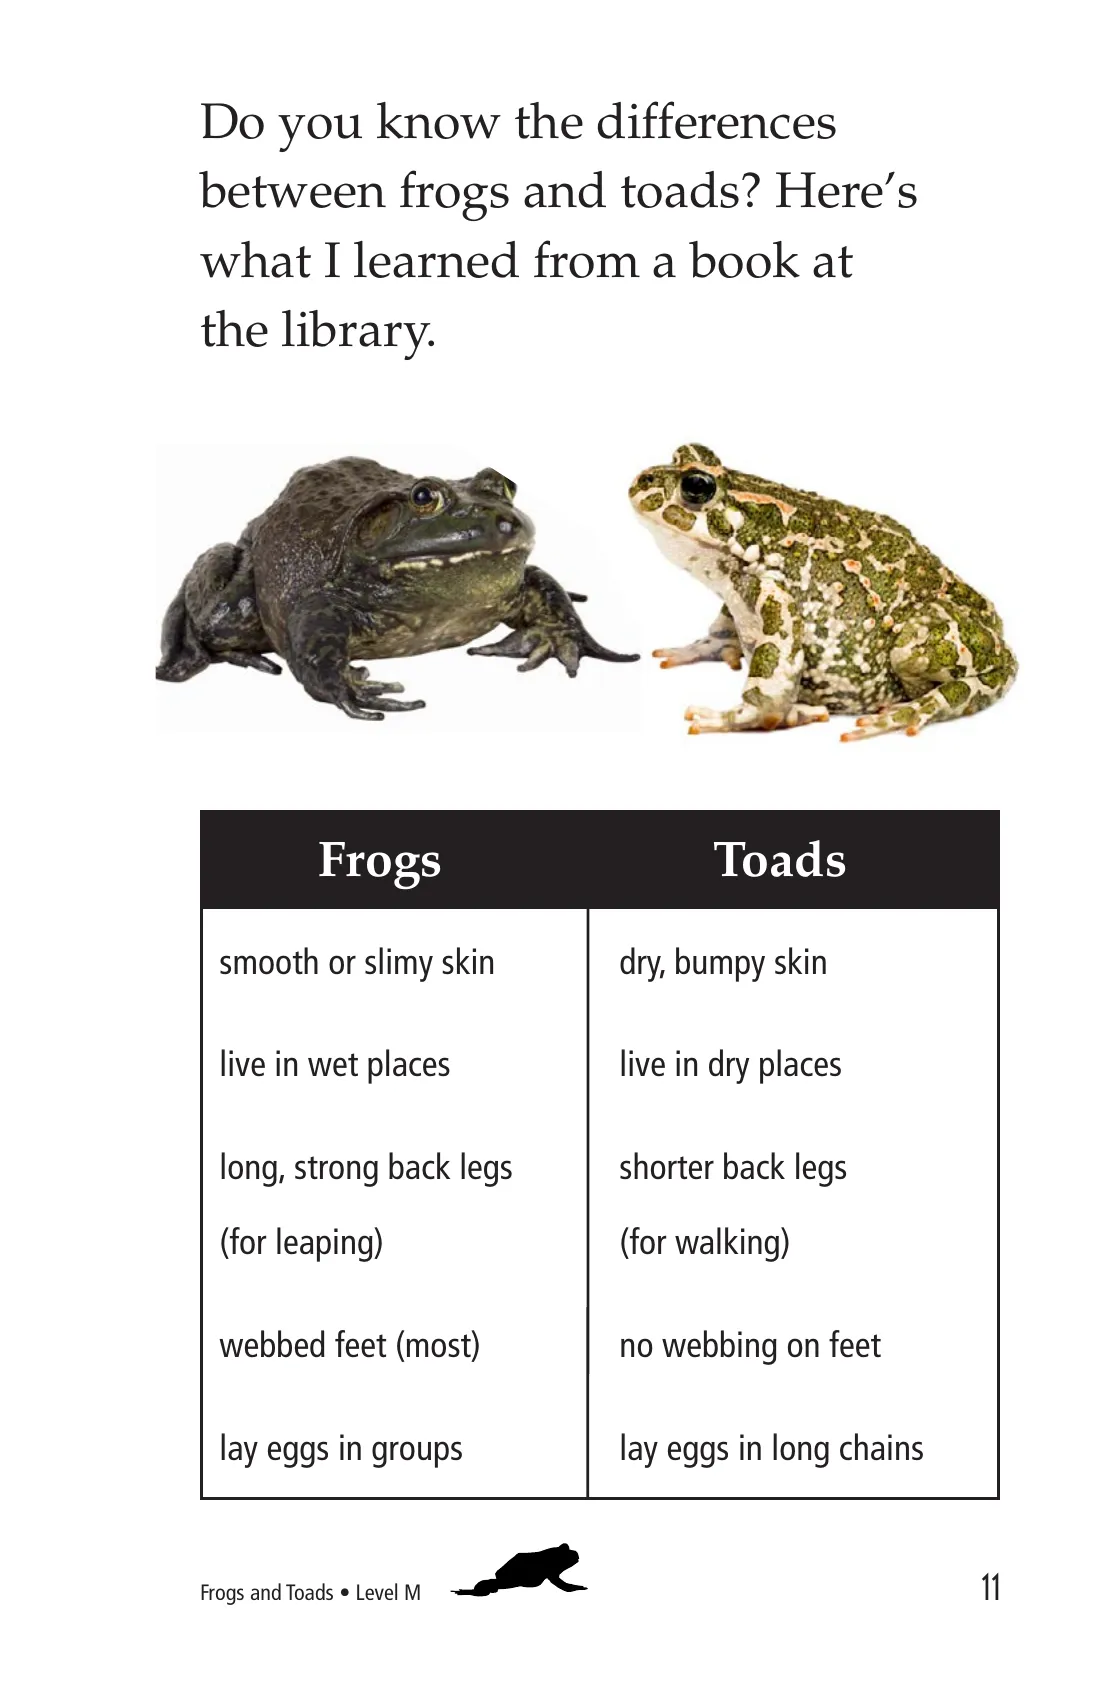 Do you know the differences
between frogs and toads? Here’s
what I learned from a book at
the library.
Frogs
Toads
smooth or slimy skin
dry, bumpy skin
live in wet places
live in dry places
long, strong back legs
(for leaping)
shorter back legs
(for walking)
webbed feet (most)
no webbing on feet
lay eggs in groups
lay eggs in long chains
Frogs and Toads • Level M
11